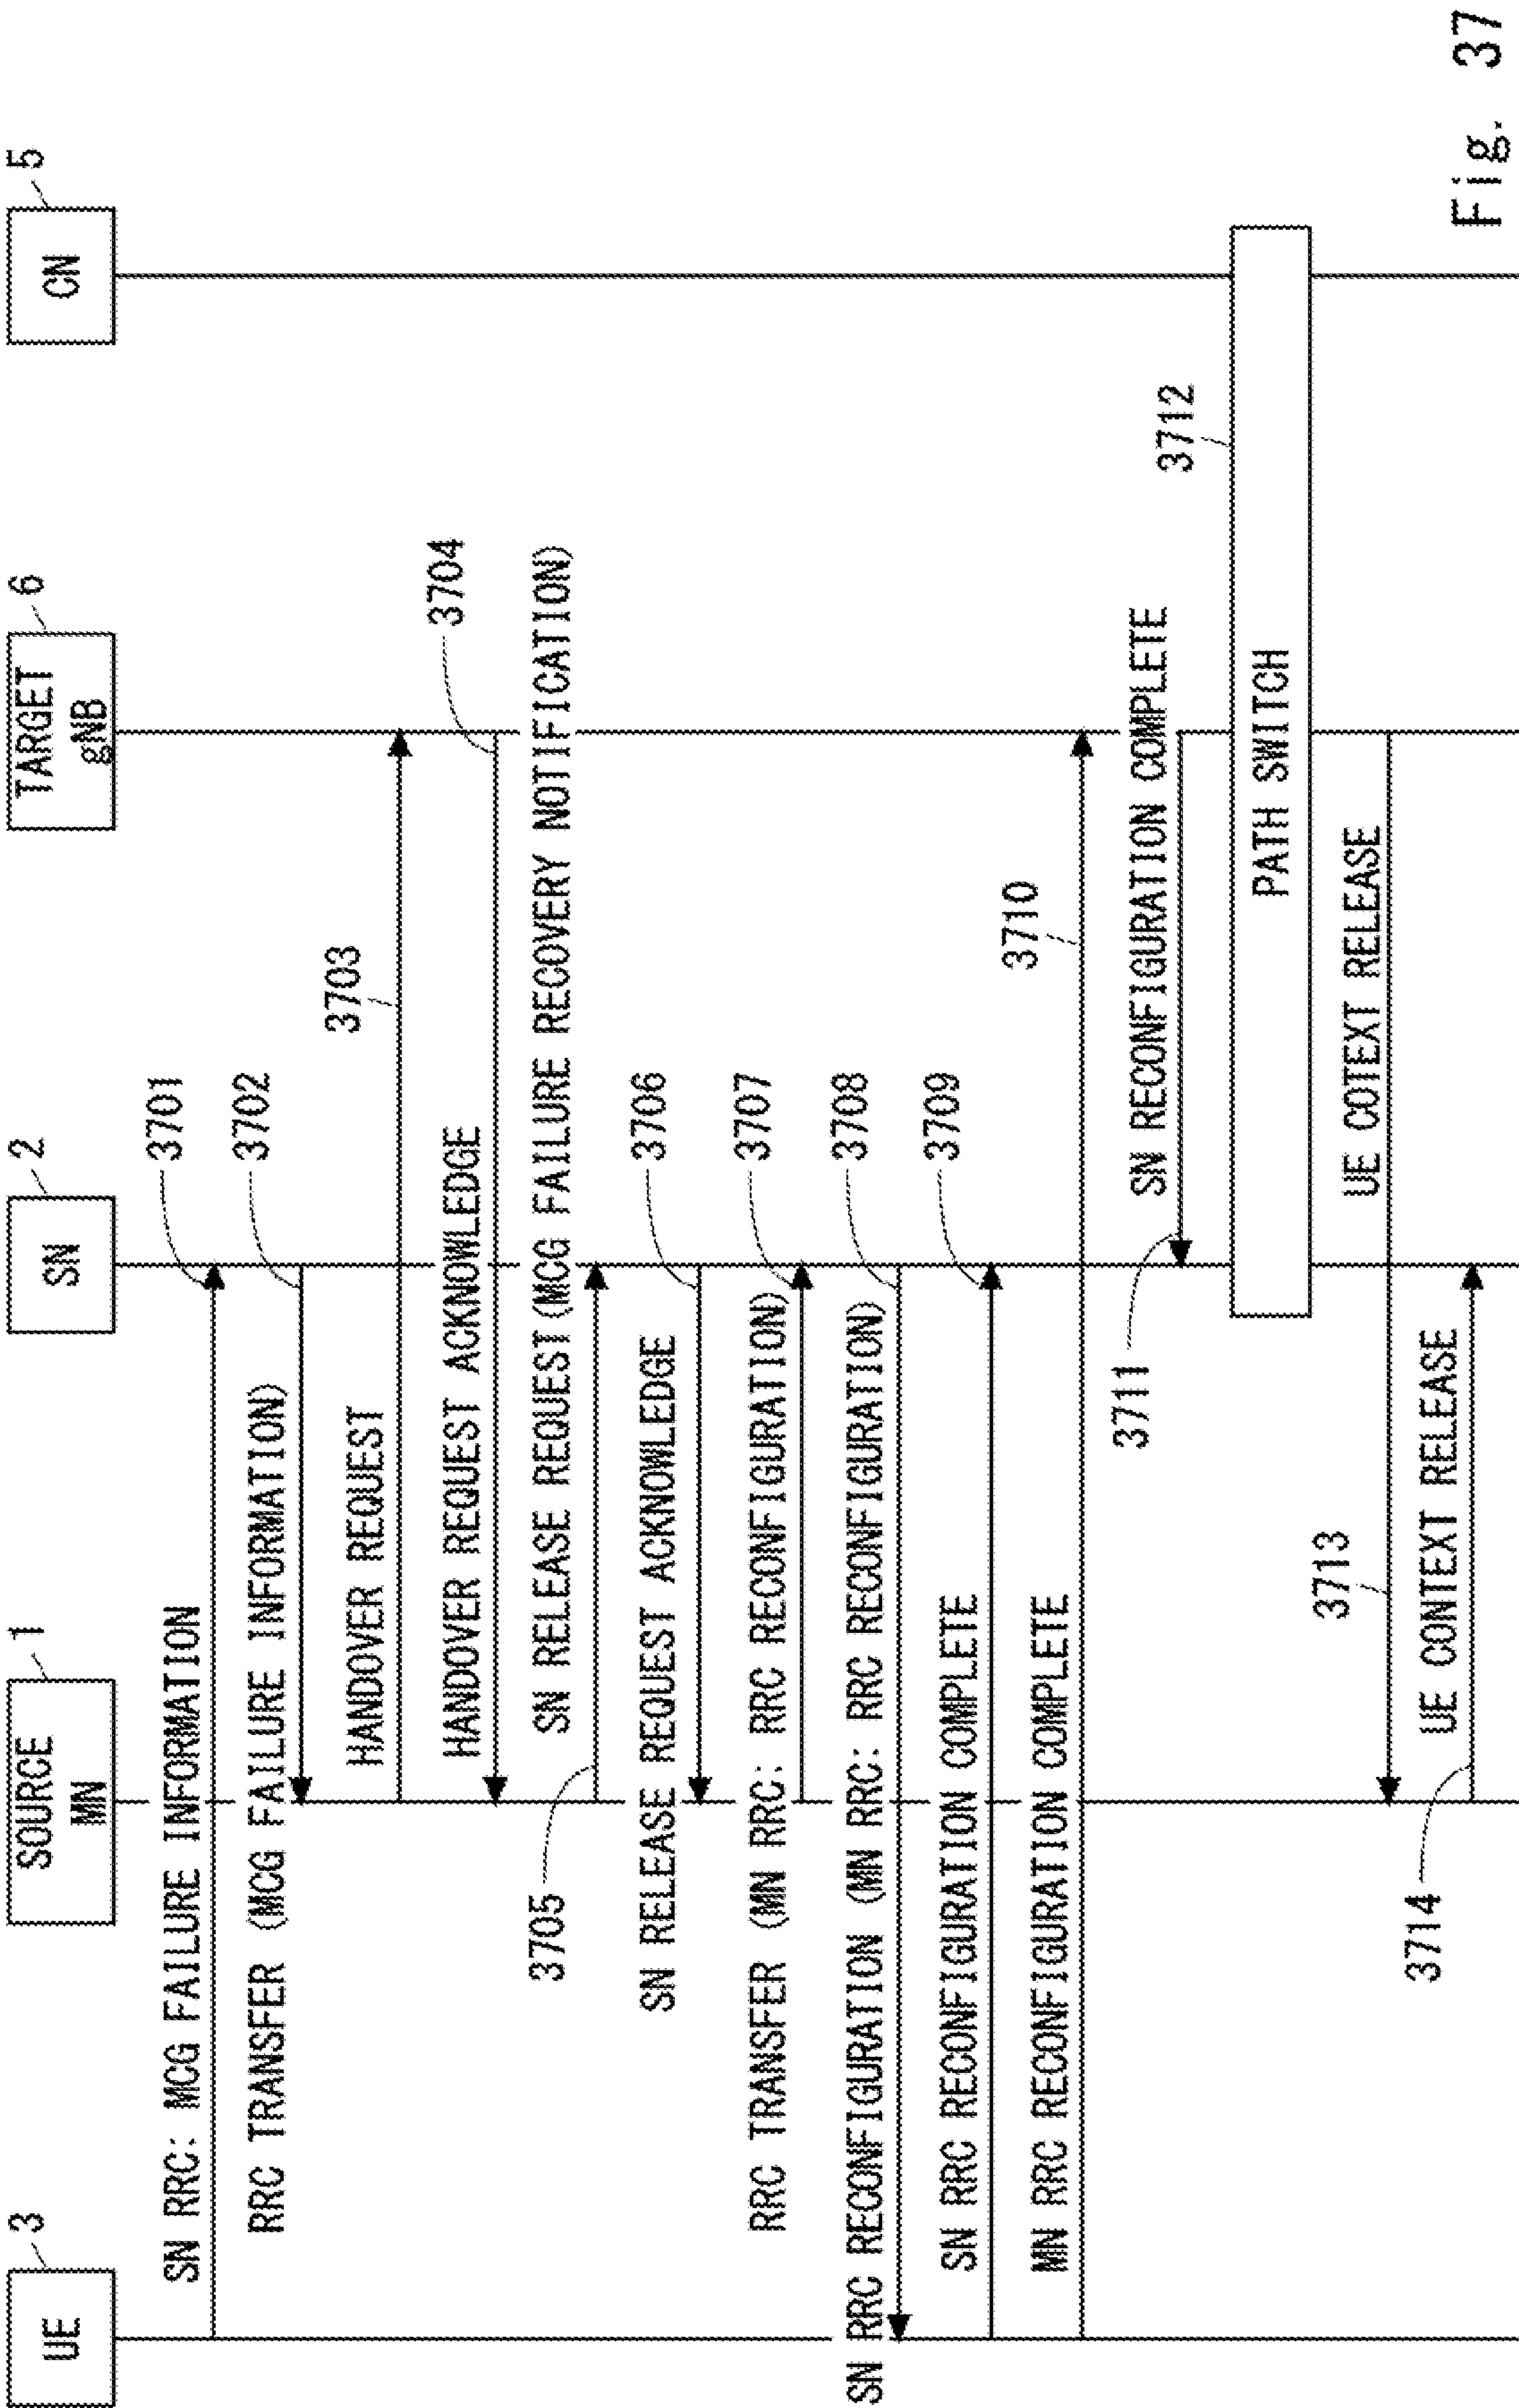 UE
3
SOURCE
MN
1
SN
2
TARGET
gNB
6
CN
5
SN RRC: MCG FAILURE INFORMATION
3701
RRC TRANSFER (MCG FAILURE INFORMATION)
3702
HANDOVER REQUEST
3703
HANDOVER REQUEST ACKNOWLEDGE
3704
SN RELEASE REQUEST(MCG FAILURE RECOVERY NOTIFICATION)
3705
SN RELEASE REQUEST ACKNOWLEDGE
3706
RRC TRANSFER (MN RRC: RRC RECONFIGURATION)
3707
SN RRC RECONFIGURATION (MN RRC: RRC RECONFIGURATION)
3708
SN RRC RECONFIGURATION COMPLETE
3709
MN RRC RECONFIGURATION COMPLETE
3710
SN RECONFIGURATION COMPLETE
3711
PATH SWITCH
3712
UE COTEXT RELEASE
3713
UE CONTEXT RELEASE
3714
Fig. 37